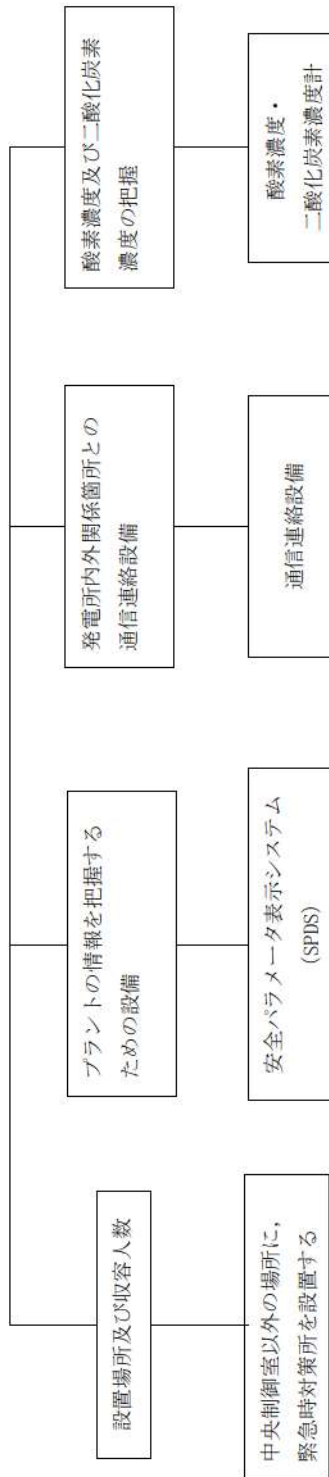 設置場所及び収容人数
プラントの情報を把握する
ための設備
発電所内外関係箇所との
通信連絡設備
酸素濃度及び二酸化炭素
濃度の把握
中央制御室以外の場所に,
緊急時対策所を設置する
安全パラメータ表示システム
(SPDS)
通信連絡設備
酸素濃度・
二酸化炭素濃度計